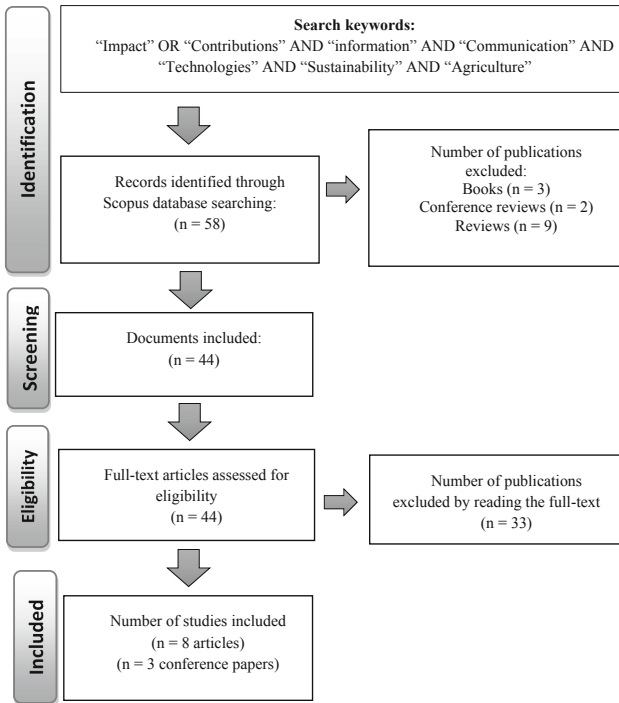 Identification
Search keywords:
“Impact” OR “Contributions” AND “information” AND “Communication” AND
“Technologies” AND “Sustainability” AND “Agriculture”
Records identified through
Scopus database searching:
(n = 58)
Number of publications
excluded:
Books (n = 3)
Conference reviews (n = 2)
Reviews (n = 9)
Screening
Documents included:
(n = 44)
Eligibility
Full-text articles assessed for
eligibility
(n = 44)
Number of publications
excluded by reading the full-text
(n = 33)
Included
Number of studies included
(n = 8 articles)
(n = 3 conference papers)